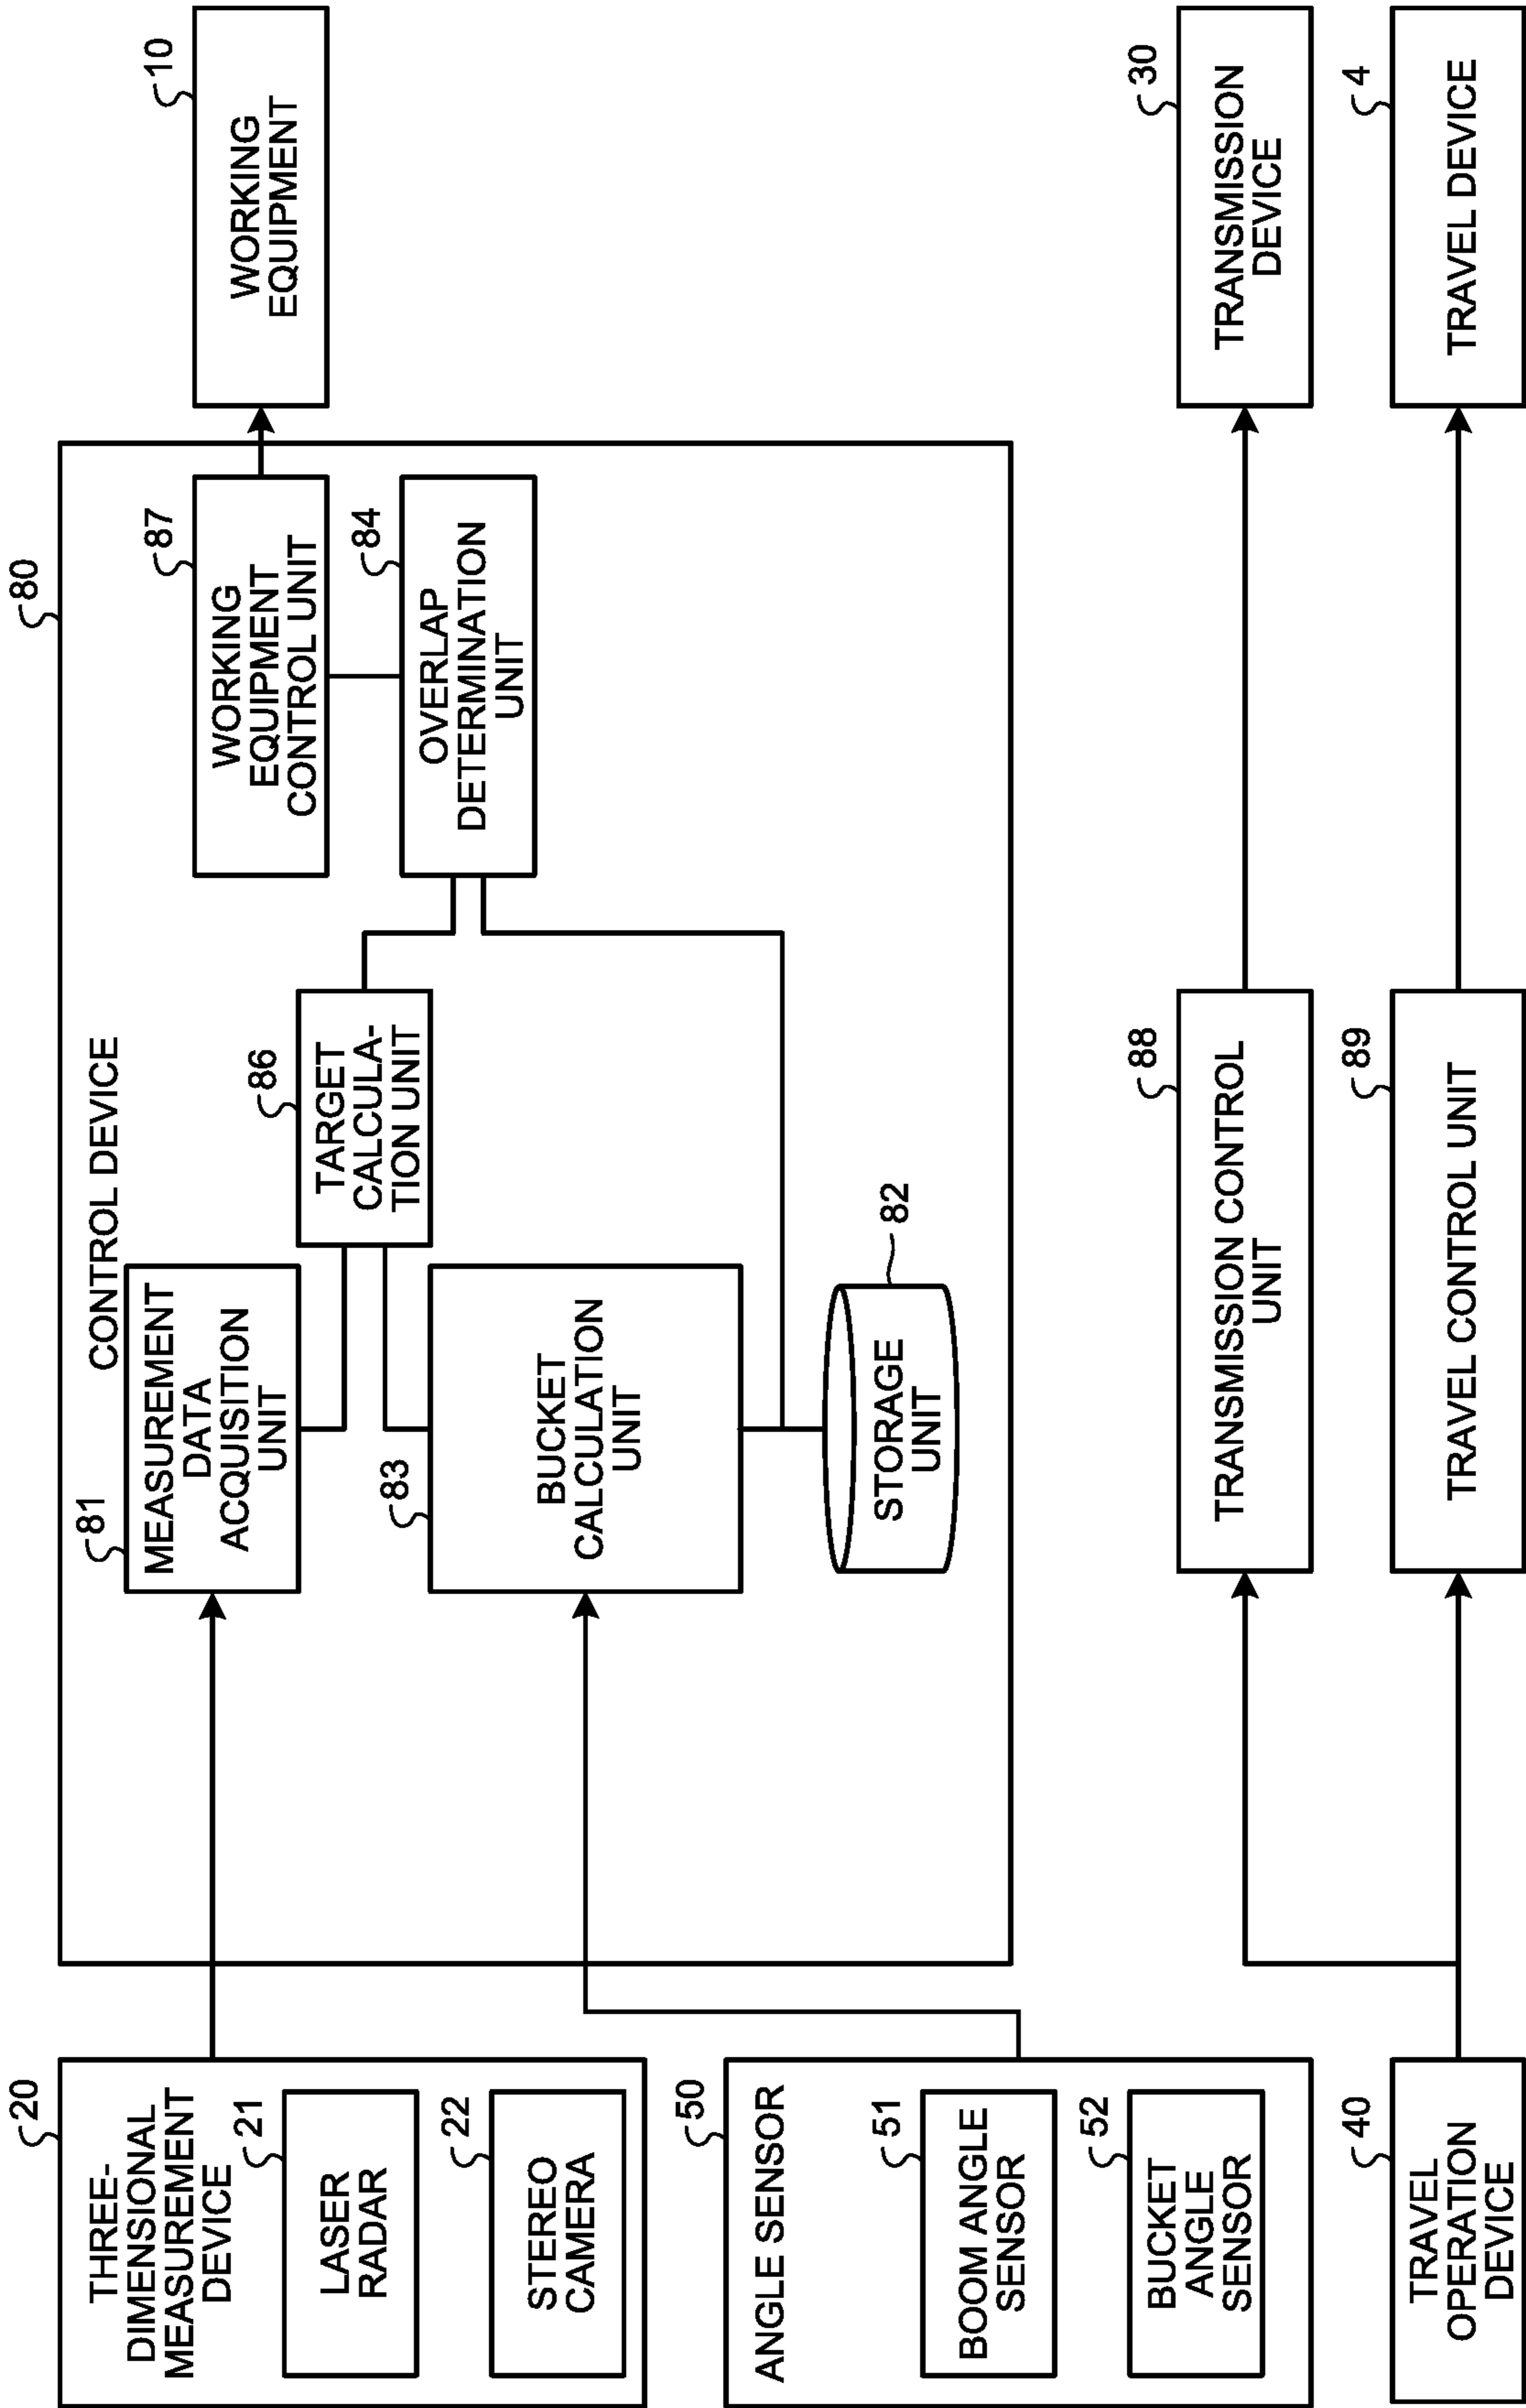 20
THREE-
DIMENSIONAL
MEASUREMENT
DEVICE
21
LASER
RADAR
22
STEREO
CAMERA
50
ANGLE SENSOR
51
BOOM ANGLE
SENSOR
52
BUCKET
ANGLE
SENSOR
40
TRAVEL
OPERATION
DEVICE
80
CONTROL DEVICE
81
MEASUREMENT
DATA
ACQUISITION
UNIT
83
BUCKET
CALCULATION
UNIT
82
STORAGE
UNIT
86
TARGET
CALCULA-
TION UNIT
87
WORKING
EQUIPMENT
CONTROL UNIT
84
OVERLAP
DETERMINATION
UNIT
88
TRANSMISSION CONTROL
UNIT
89
TRAVEL CONTROL UNIT
10
WORKING
EQUIPMENT
30
TRANSMISSION
DEVICE
4
TRAVEL DEVICE